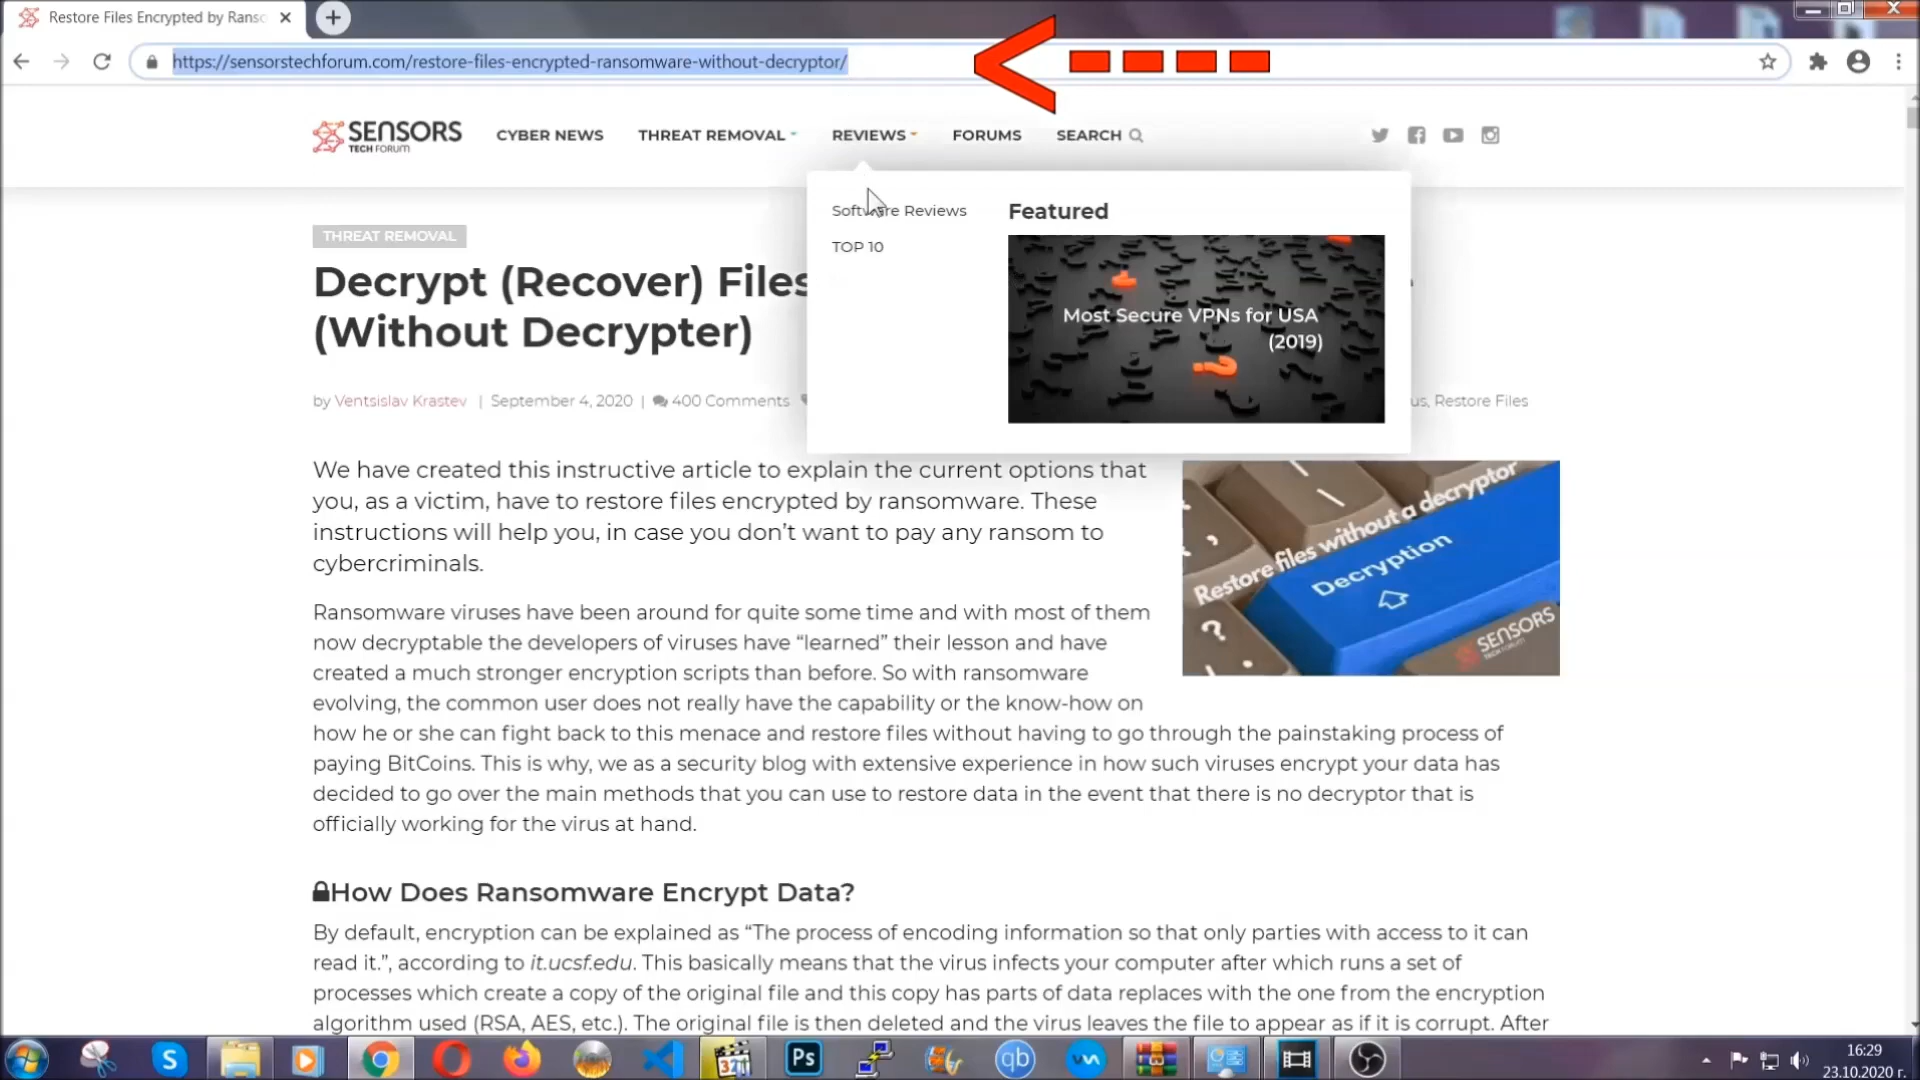 Restore Files Encrypted by Ranso
https://sensorstechforum.com/restore-files-encrypted-ransomware-without-decryptor/
SENSORS
TECH FORUM
CYBER NEWS
THREAT REMOVAL
REVIEWS
FORUMS
SEARCH
Software Reviews
TOP 10
Featured
Most Secure VPNs for USA
(2019)
THREAT REMOVAL
Decrypt (Recover) Files
(Without Decrypter)
by Ventsislav Krastev | September 4, 2020 | 400 Comments
us, Restore Files
We have created this instructive article to explain the current options that
you, as a victim, have to restore files encrypted by ransomware. These
instructions will help you, in case you don’t want to pay any ransom to
cybercriminals.
Restore files without a decryptor
Decryption
SENSORS
Ransomware viruses have been around for quite some time and with most of them
now decryptable the developers of viruses have “learned” their lesson and have
created a much stronger encryption scripts than before. So with ransomware
evolving, the common user does not really have the capability or the know-how on
how he or she can fight back to this menace and restore files without having to go through the painstaking process of
paying BitCoins. This is why, we as a security blog with extensive experience in how such viruses encrypt your data has
decided to go over the main methods that you can use to restore data in the event that there is no decryptor that is
officially working for the virus at hand.
How Does Ransomware Encrypt Data?
By default, encryption can be explained as “The process of encoding information so that only parties with access to it can
read it.”, according to it.ucsf.edu. This basically means that the virus infects your computer after which runs a set of
processes which create a copy of the original file and this copy has parts of data replaces with the one from the encryption
algorithm used (RSA, AES, etc.). The original file is then deleted and the virus leaves the file to appear as if it is corrupt. After
S
321
Ps
qb
16:29
23.10.2020 г.